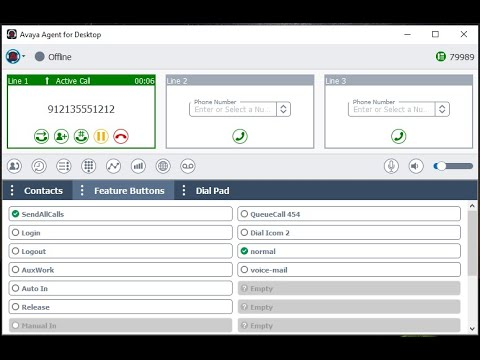 Avaya Agent for Desktop
Offline
79989
Line 1 Active Call 00:06
912135551212
Line 2
Phone Number
Enter or Select a Nu...
Line 3
Phone Number
Enter or Select a Nu...
Contacts
Feature Buttons
Dial Pad
SendAllCalls
QueueCall 454
Login
Dial Icom 2
Logout
normal
AuxWork
voice-mail
Auto In
Empty
Release
Empty
Manual In
Empty